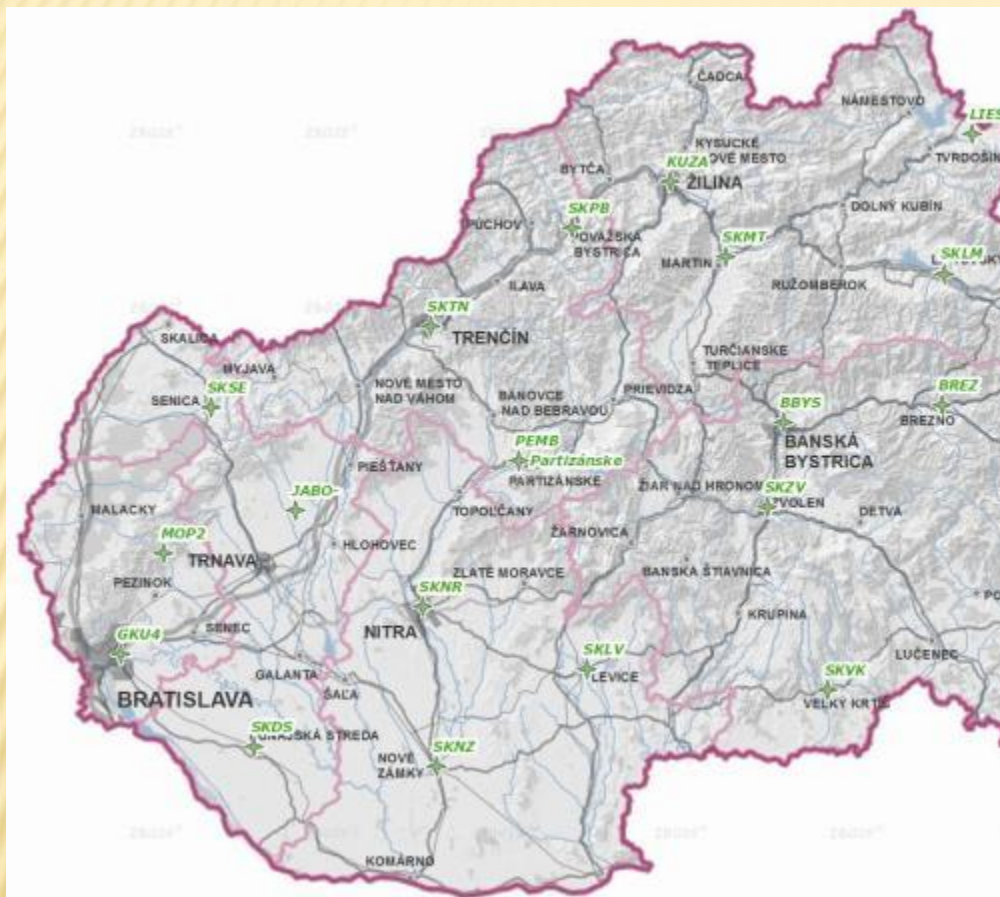 ČADCA
NÁMESTOVO
LIES
KYSUCKÉ
NOVÉ MESTO
TVRDOŠÍN
BYTČA
KUZA
ŽILINA
DOLNÝ KUBÍN
SKPB
PÚCHOV
POVAŽSKÁ
BYSTRICA
SKMT
MARTIN
SKLM
RUŽOMBEROK
ILAVA
SKTN
TRENČÍN
SKALICA
TURČIANSKE
TEPLICE
MYJAVA
SKSE
SENICA
NOVÉ MESTO
NAD VÁHOM
PRIEVIDZA
BÁNOVCE
NAD BEBRAVOU
BREZ
BREZNO
BBYS
BANSKÁ
BYSTRICA
PEMB
Partizánske
PARTIZÁNSKE
PIEŠŤANY
JABO
ŽIAR NAD HRONOM
SKZV
ZVOLEN
DETVA
MALACKY
TOPOĽČANY
ŽARNOVICA
MOP2
HLOHOVEC
TRNAVA
PEZINOK
ZLATÉ MORAVCE
BANSKÁ ŠTIAVNICA
SKNR
NITRA
KRUPINA
SENEC
GKU4
LUČENEC
GALANTA
SKLV
LEVICE
ŠAĽA
BRATISLAVA
SKVK
VEĽKÝ KRTÍŠ
SKDS
DUNAJSKÁ STREDA
SKNZ
NOVÉ
ZÁMKY
KOMÁRNO